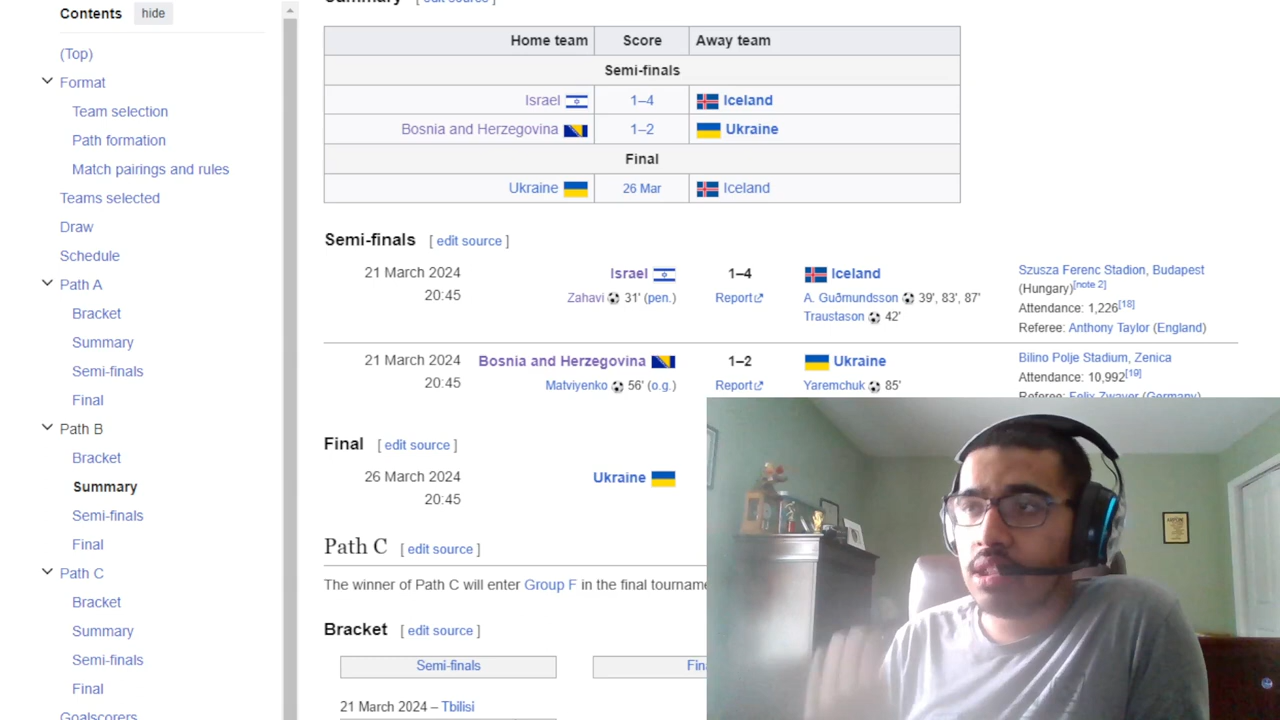 Contents hide
(Top)
Format
Team selection
Path formation
Match pairings and rules
Teams selected
Draw
Schedule
Path A
Bracket
Summary
Semi-finals
Final
Path B
Bracket
Summary
Semi-finals
Final
Path C
Bracket
Summary
Semi-finals
Final
Goalscorers
Summary [ edit source ]
Home team Score Away team
Semi-finals
Israel 1–4 Iceland
Bosnia and Herzegovina 1–2 Ukraine
Final
Ukraine 26 Mar Iceland
Semi-finals [ edit source ]
21 March 2024 Israel 1–4 Iceland Szusza Ferenc Stadion, Budapest
20:45 Zahavi 31' (pen.) Report A. Guðmundsson 39', 83', 87' (Hungary)[note 2]
Traustason 42' Attendance: 1,226[18]
Referee: Anthony Taylor (England)
21 March 2024 Bosnia and Herzegovina 1–2 Ukraine Bilino Polje Stadium, Zenica
20:45 Matviyenko 56' (o.g.) Report Yaremchuk 85' Attendance: 10,992[19]
Referee: Felix Zwayer (Germany)
Final [ edit source ]
26 March 2024 Ukraine
20:45
Path C [ edit source ]
The winner of Path C will enter Group F in the final
Bracket [ edit source ]
Semi-finals
21 March 2024 – Tbilisi